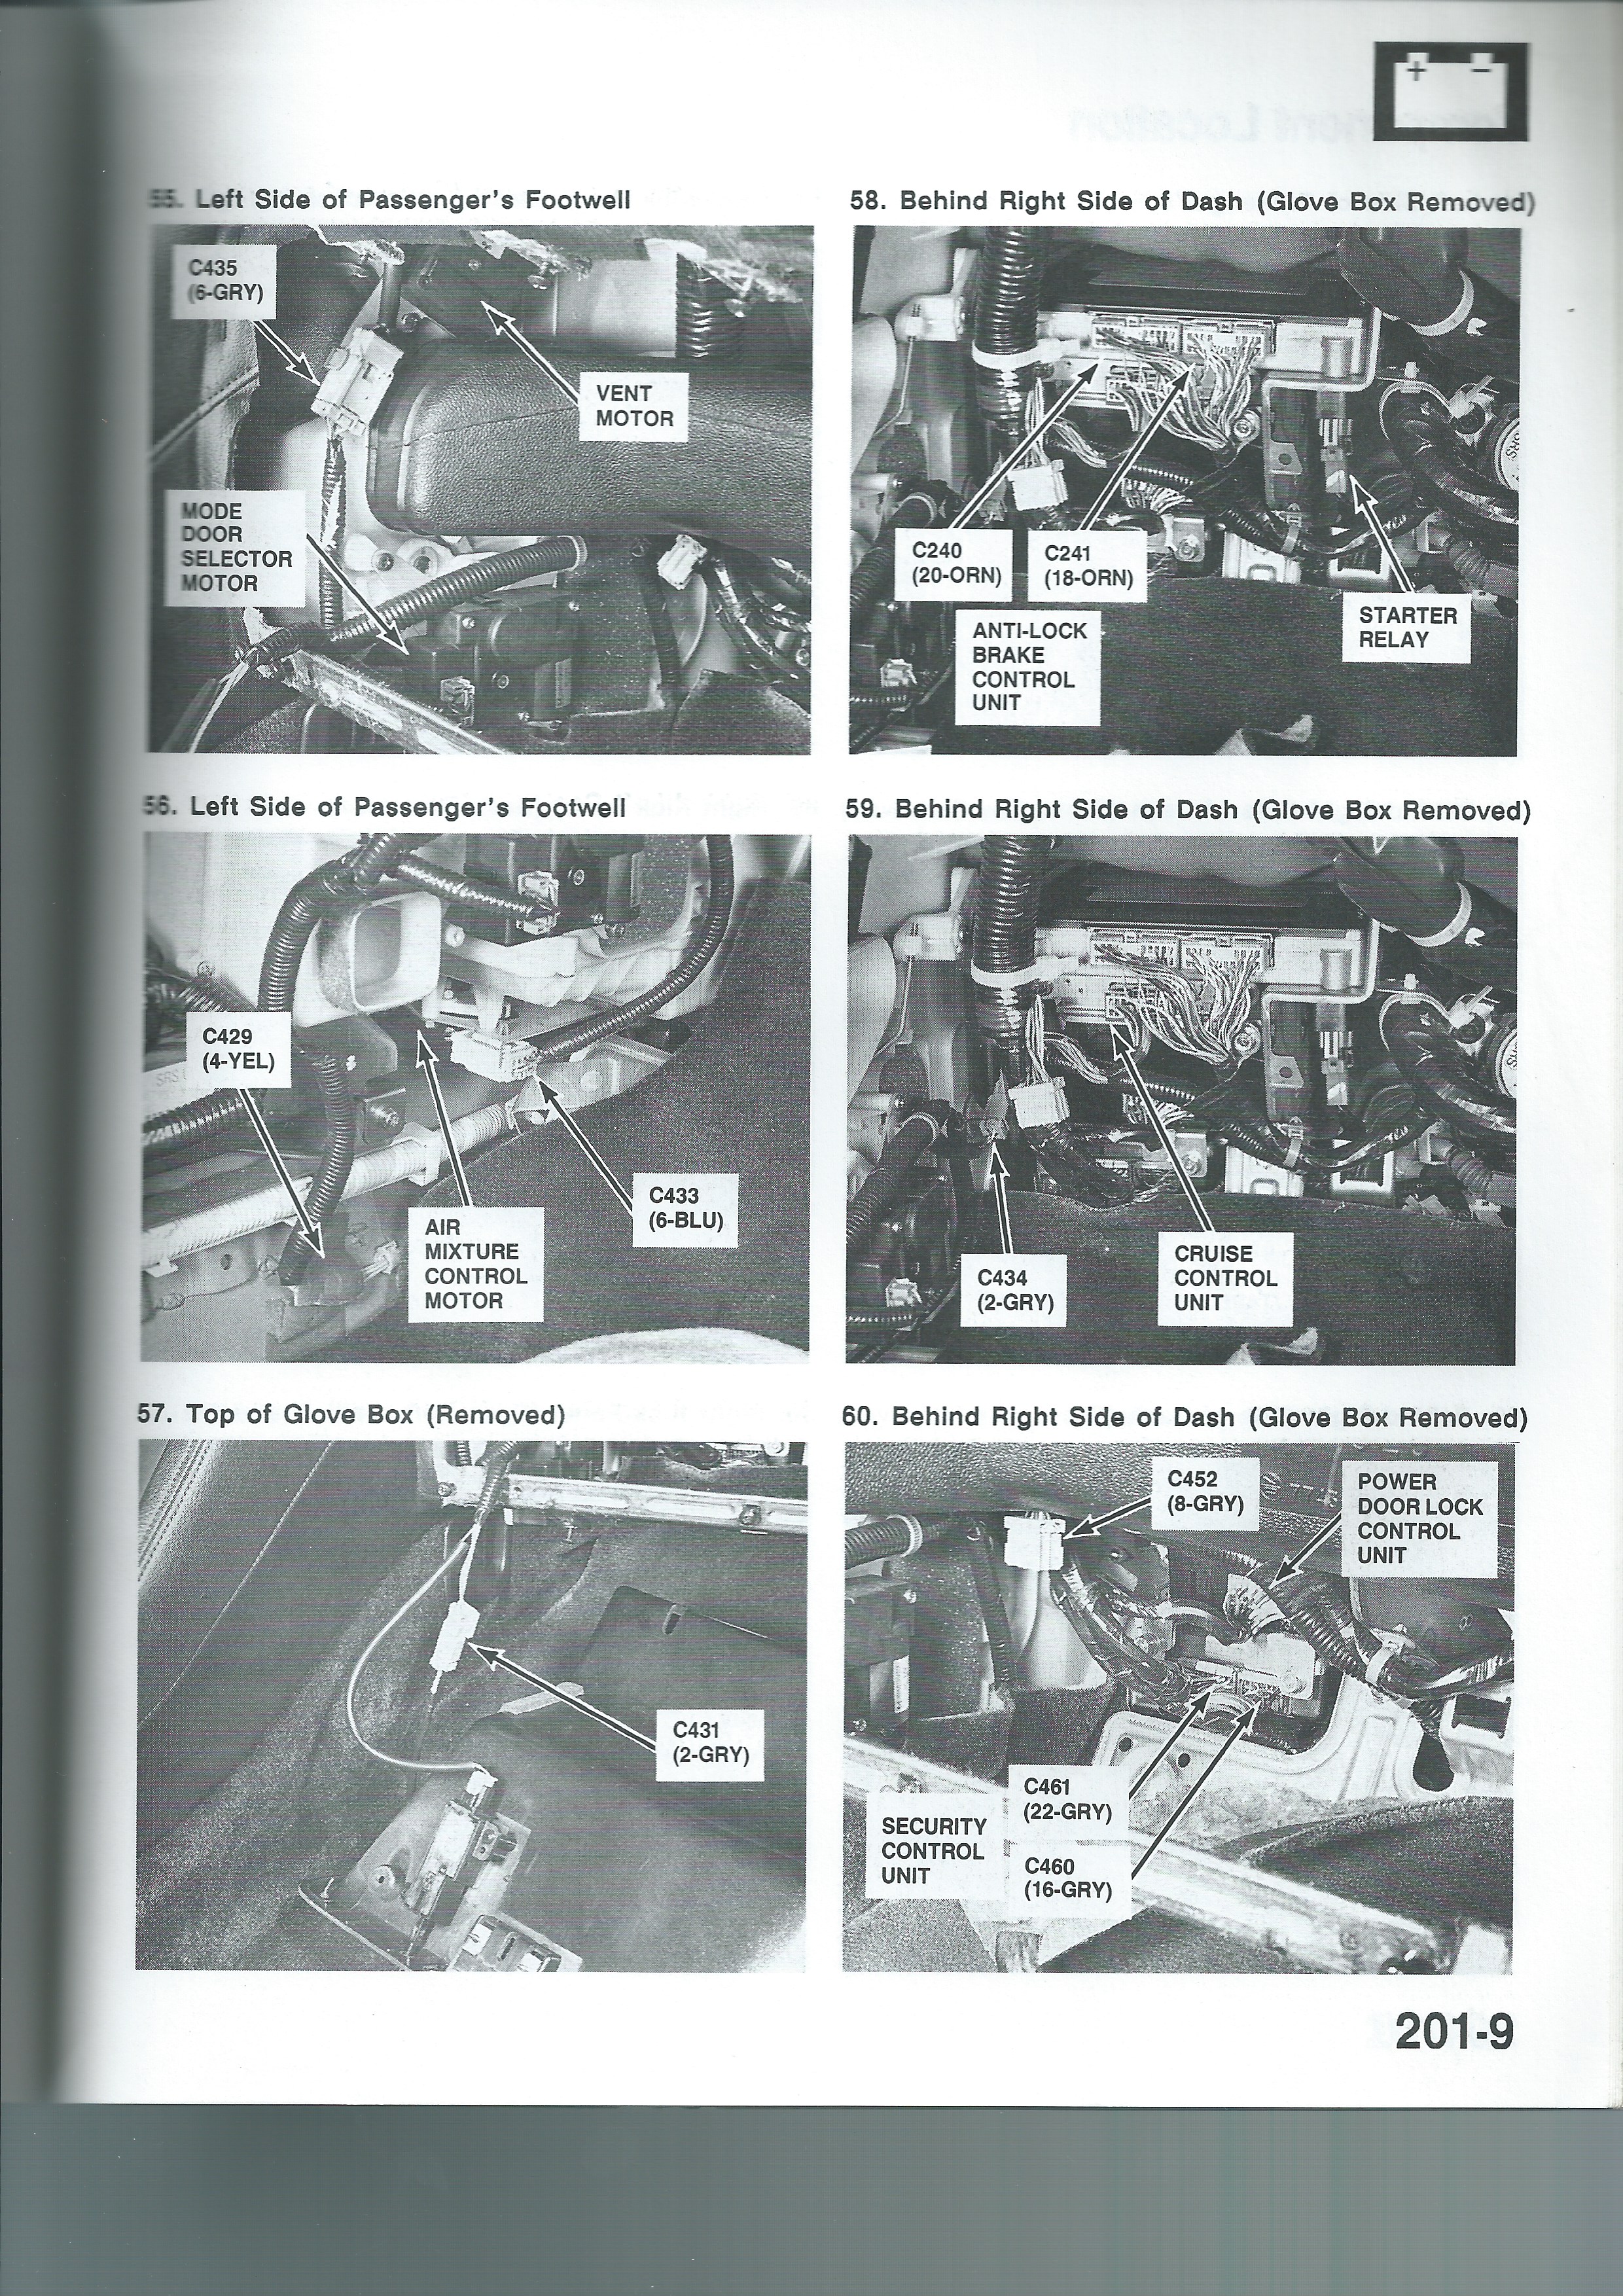 + −
55. Left Side of Passenger's Footwell
C435
(6-GRY)
VENT
MOTOR
MODE
DOOR
SELECTOR
MOTOR
56. Left Side of Passenger's Footwell
C429
(4-YEL)
SRS
AIR
MIXTURE
CONTROL
MOTOR
C433
(6-BLU)
57. Top of Glove Box (Removed)
C431
(2-GRY)
58. Behind Right Side of Dash (Glove Box Removed)
SRS
C240
(20-ORN)
C241
(18-ORN)
ANTI-LOCK
BRAKE
CONTROL
UNIT
STARTER
RELAY
59. Behind Right Side of Dash (Glove Box Removed)
SRS
C434
(2-GRY)
CRUISE
CONTROL
UNIT
60. Behind Right Side of Dash (Glove Box Removed)
C452
(8-GRY)
POWER
DOOR LOCK
CONTROL
UNIT
C461
(22-GRY)
SECURITY
CONTROL
UNIT
C460
(16-GRY)
201-9